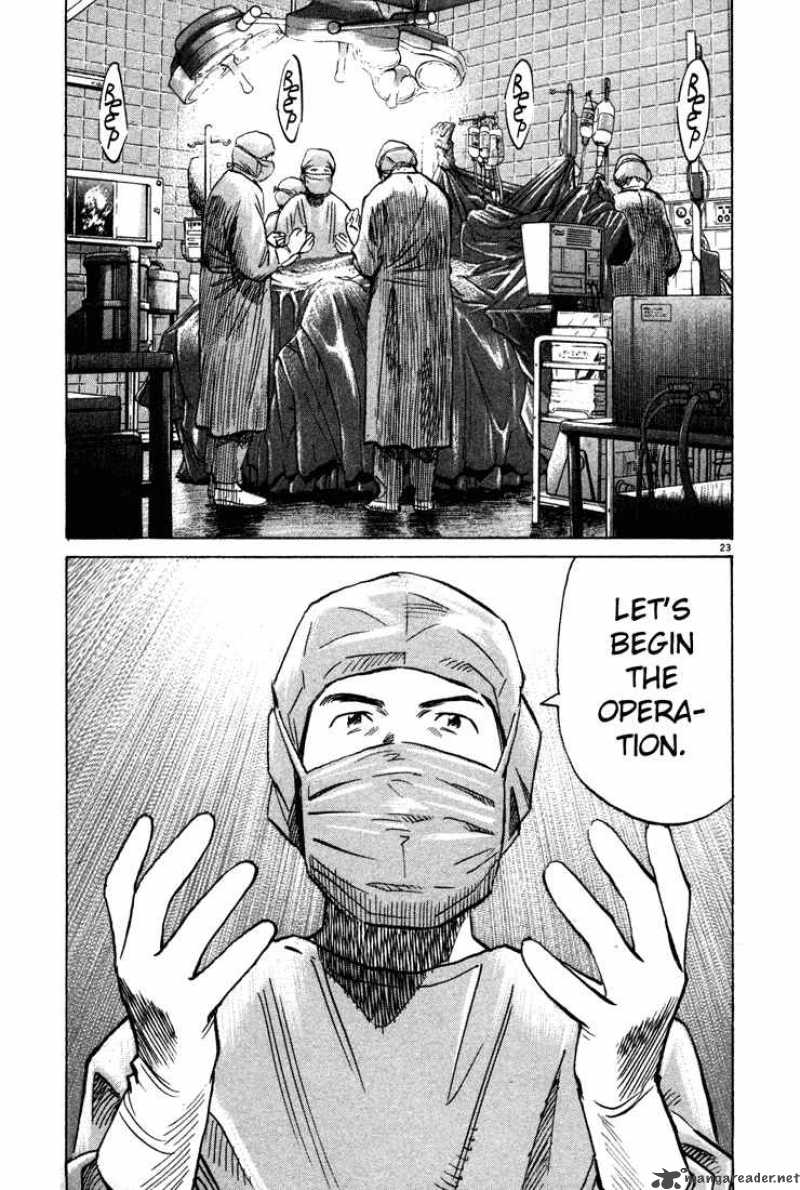 BEEP
BEEP
BEEP
BEEP
23
LET'S
BEGIN
THE
OPERA-
TION.
mangareader.net